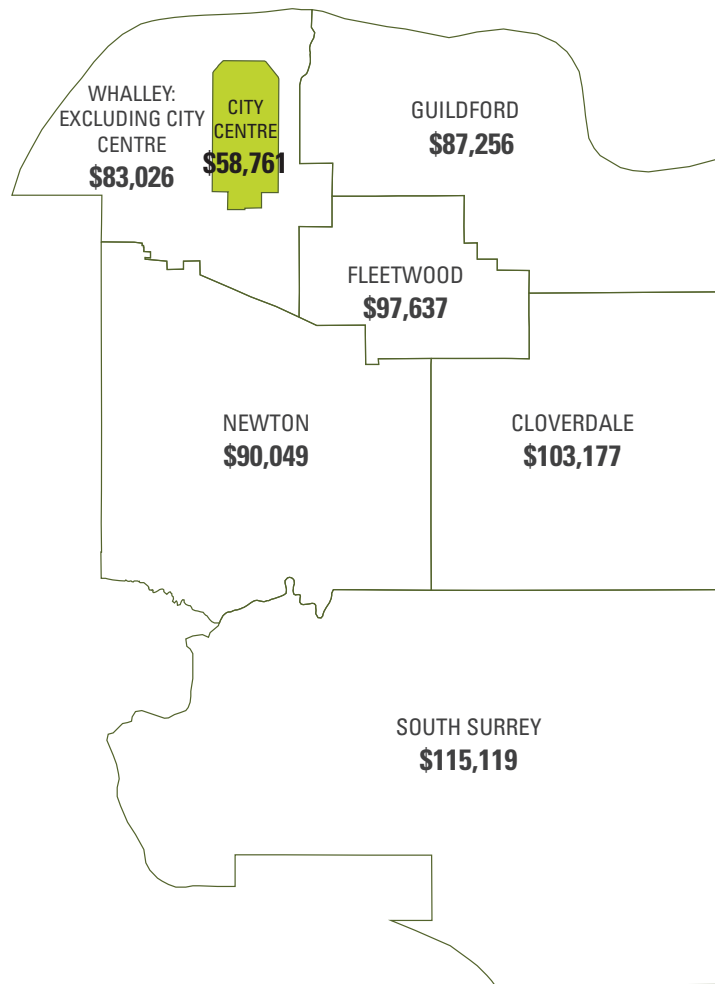 WHALLEY:
EXCLUDING CITY
CENTRE
$83,026
CITY
CENTRE
$58,761
GUILDFORD
$87,256
FLEETWOOD
$97,637
NEWTON
$90,049
CLOVERDALE
$103,177
SOUTH SURREY
$115,119